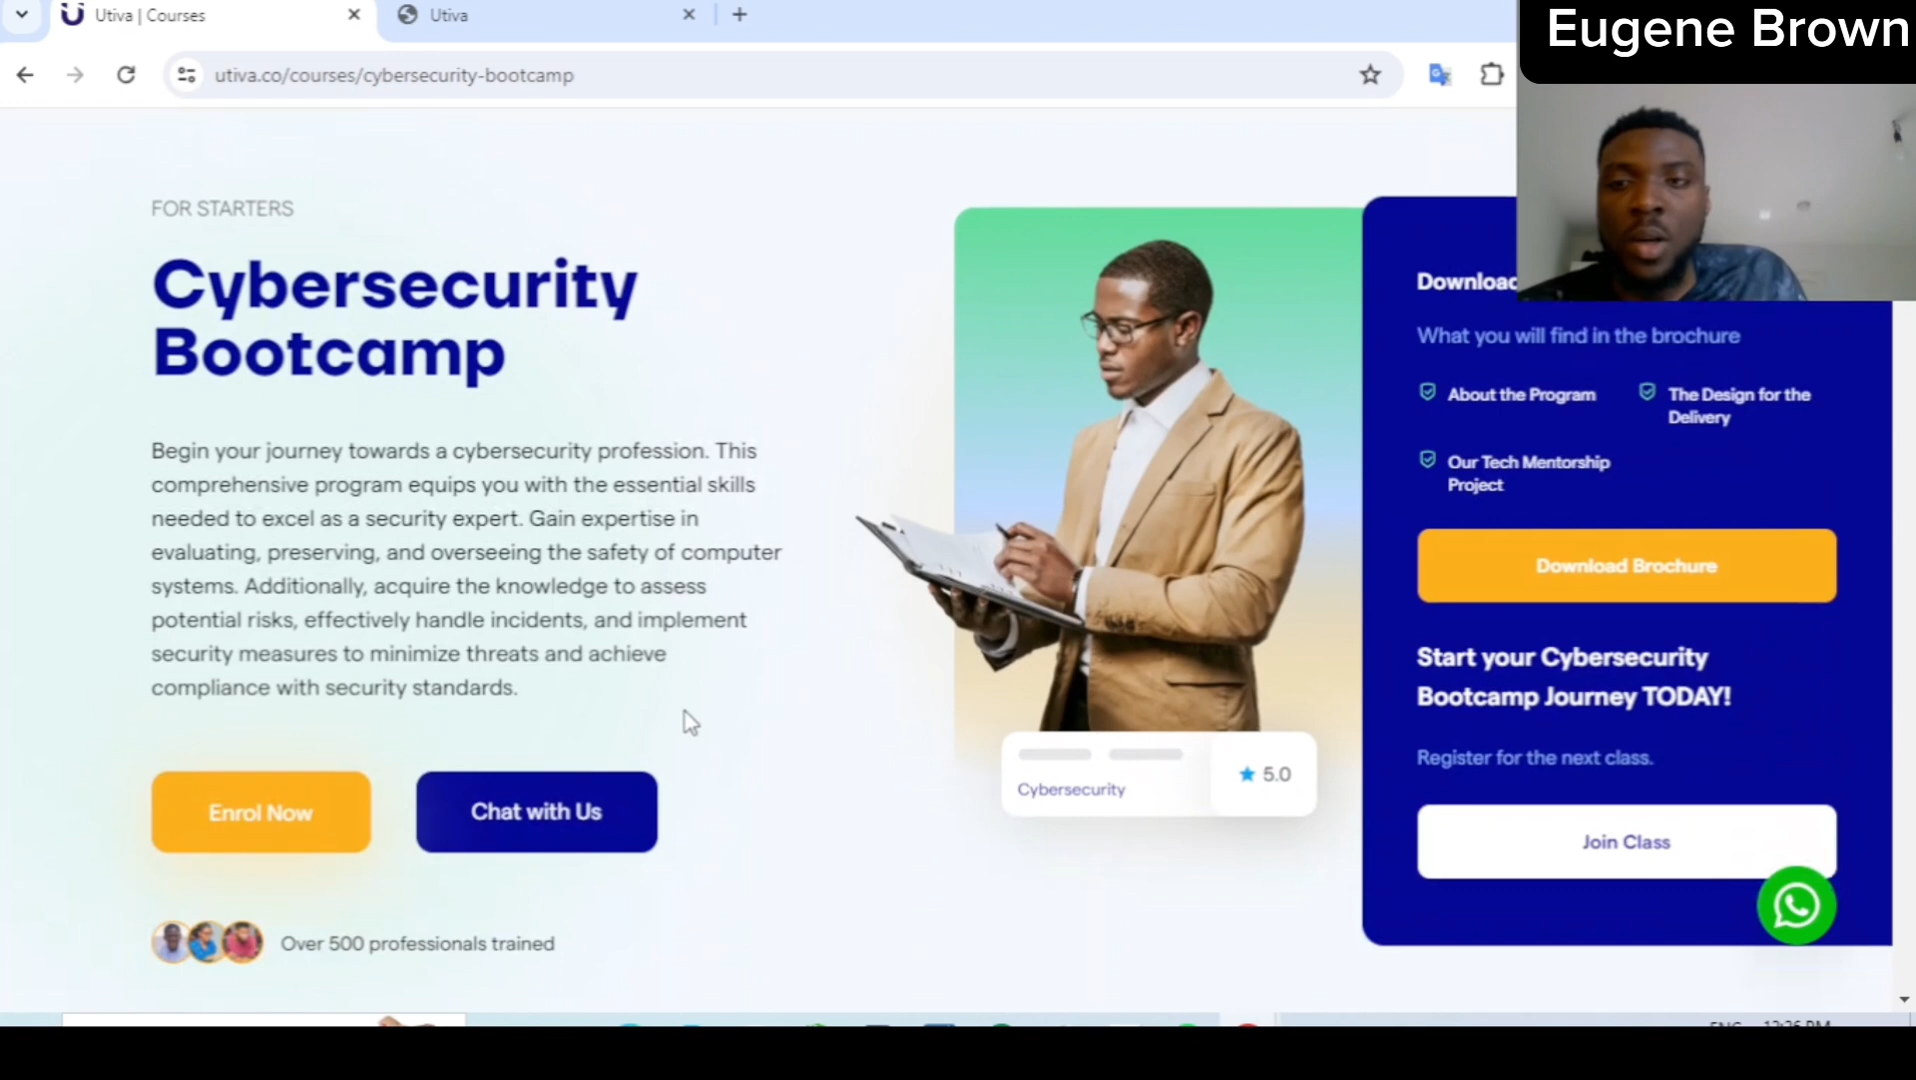 Utiva | Courses
Utiva
Eugene Brown
utiva.co/courses/cybersecurity-bootcamp
FOR STARTERS
Cybersecurity
Bootcamp
Begin your journey towards a cybersecurity profession. This
comprehensive program equips you with the essential skills
needed to excel as a security expert. Gain expertise in
evaluating, preserving, and overseeing the safety of computer
systems. Additionally, acquire the knowledge to assess
potential risks, effectively handle incidents, and implement
security measures to minimize threats and achieve
compliance with security standards.
Enrol Now
Chat with Us
Over 500 professionals trained
Cybersecurity
5.0
Download
What you will find in the brochure
About the Program
The Design for the
Delivery
Our Tech Mentorship
Project
Download Brochure
Start your Cybersecurity
Bootcamp Journey TODAY!
Register for the next class.
Join Class